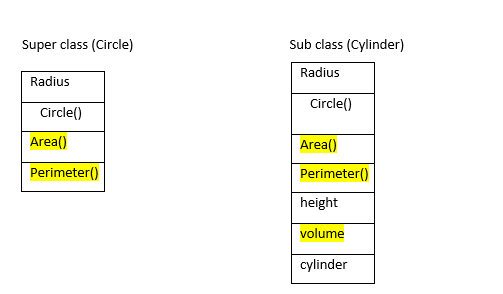 Super class (Circle)
Radius
Circle()
Area()
Perimeter()
Sub class (Cylinder)
Radius
Circle()
Area()
Perimeter()
height
volume
cylinder